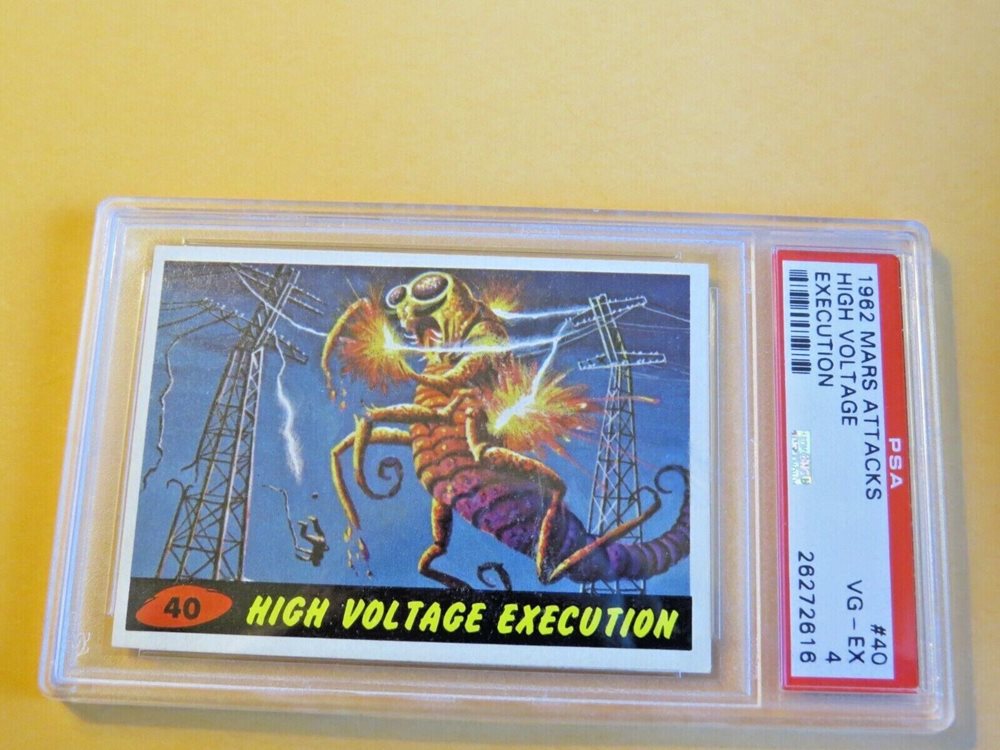 40
HIGH VOLTAGE EXECUTION
PSA
1962 MARS ATTACKS
HIGH VOLTAGE
EXECUTION
#40
VG-EX
4
26272616